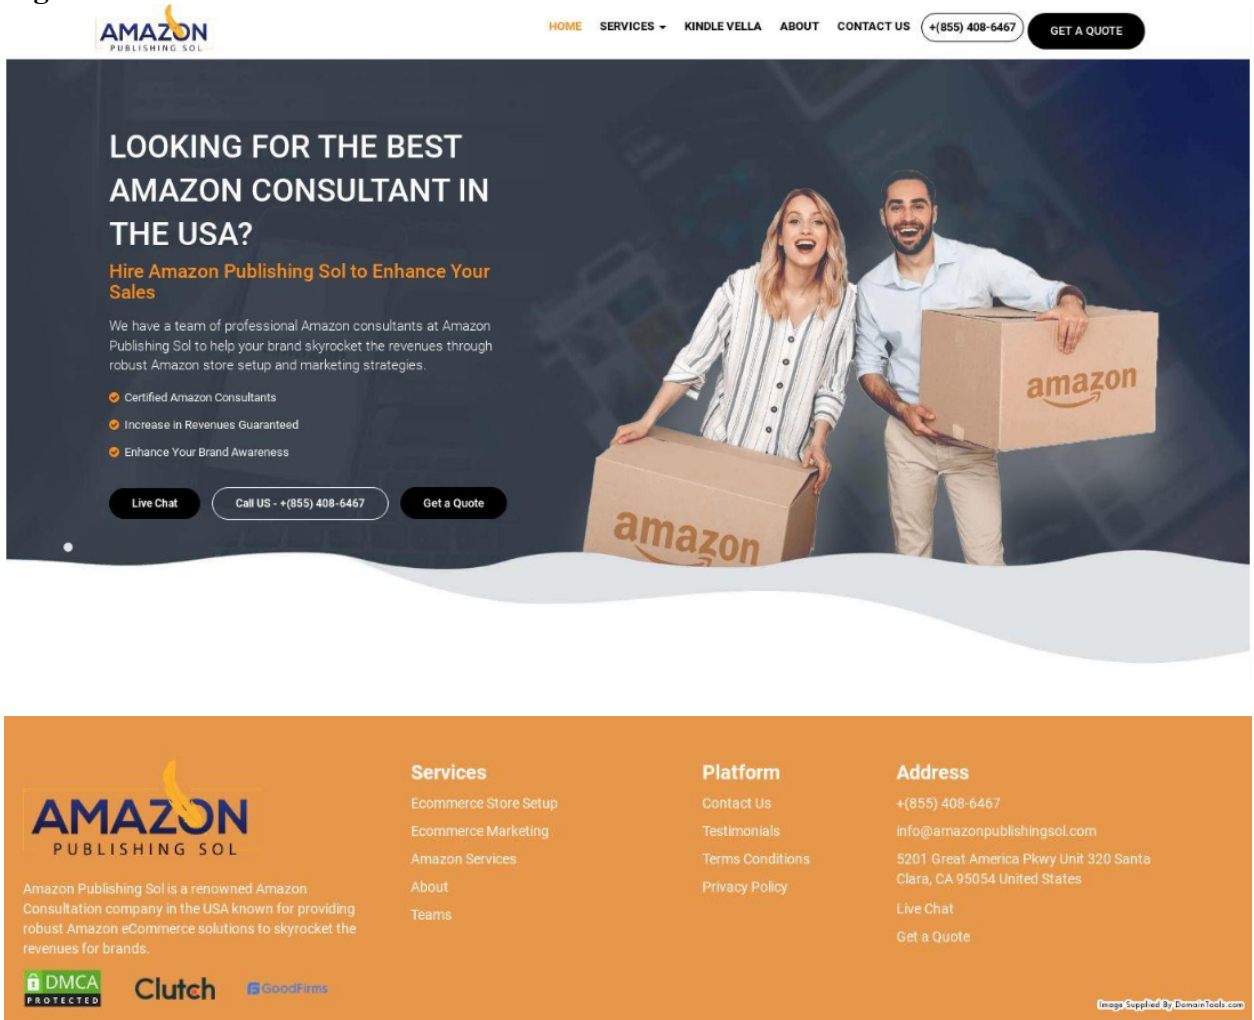 AMAZON
PUBLISHING SOL
HOME SERVICES KINDLE VELLA ABOUT CONTACT US +(855) 408-6467 GET A QUOTE
LOOKING FOR THE BEST
AMAZON CONSULTANT IN
THE USA?
Hire Amazon Publishing Sol to Enhance Your
Sales
We have a team of professional Amazon consultants at Amazon
Publishing Sol to help your brand skyrocket the revenues through
robust Amazon store setup and marketing strategies.
Certified Amazon Consultants
Increase in Revenues Guaranteed
Enhance Your Brand Awareness
Live Chat Call US - +(855) 408-6467 Get a Quote
amazon
amazon
AMAZON
PUBLISHING SOL
Amazon Publishing Sol is a renowned Amazon
Consultation company in the USA known for providing
robust Amazon eCommerce solutions to skyrocket the
revenues for brands.
DMCA
PROTECTED
Clutch
GoodFirms
Services
Ecommerce Store Setup
Ecommerce Marketing
Amazon Services
About
Teams
Platform
Contact Us
Testimonials
Terms Conditions
Privacy Policy
Address
+(855) 408-6467
info@amazonpublishingsol.com
5201 Great America Pkwy Unit 320 Santa
Clara, CA 95054 United States
Live Chat
Get a Quote
Image Supplied By DomainTools.com